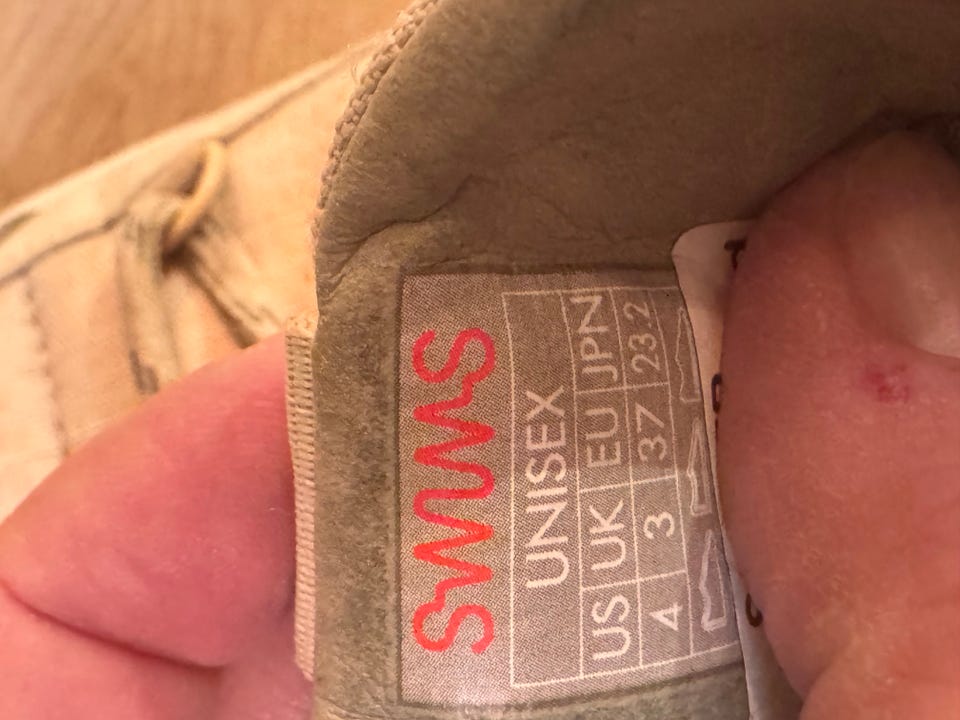 SWIMS
UNISEX
US UK EU JPN
4 3 37 23.2